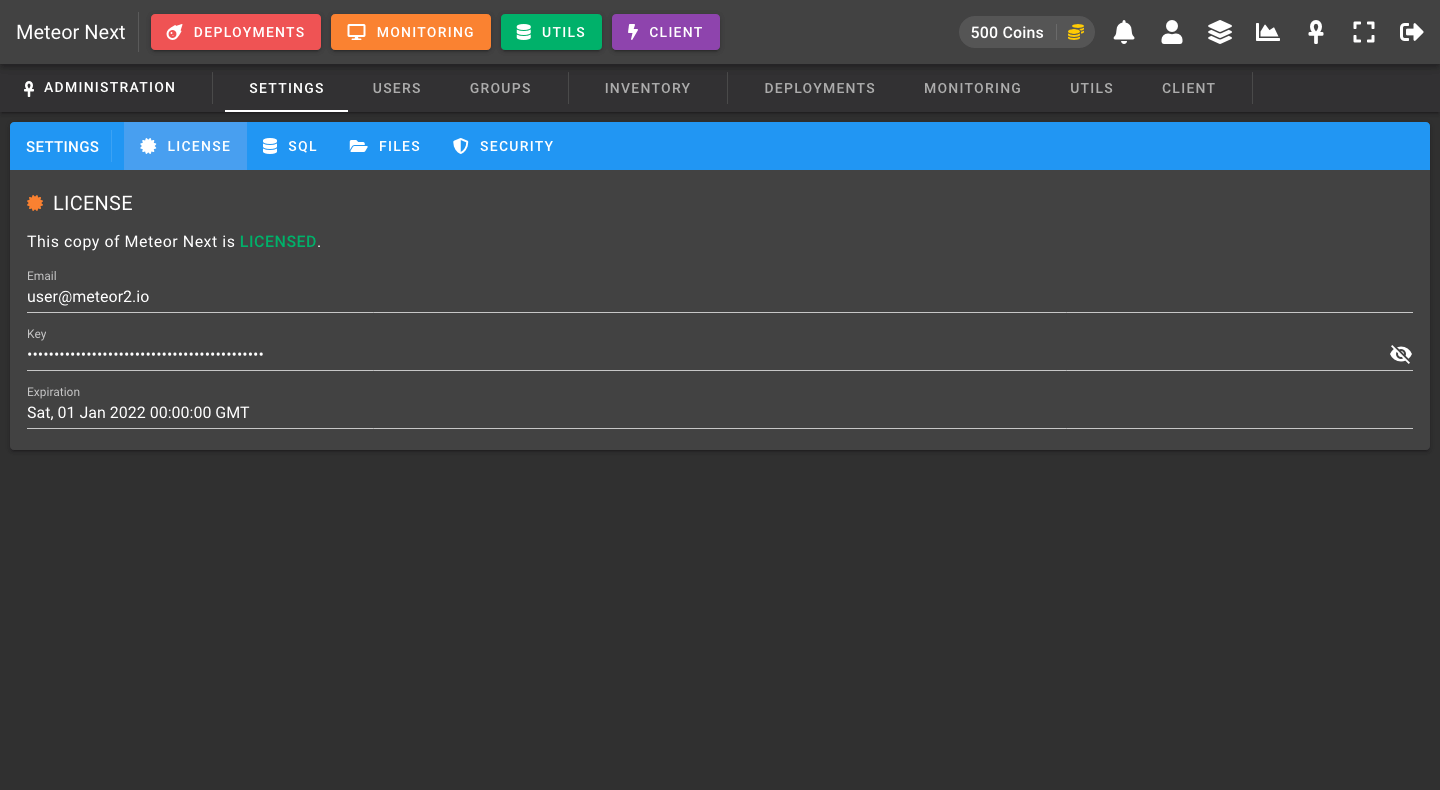 Meteor Next DEPLOYMENTS MONITORING UTILS CLIENT 500 Coins
ADMINISTRATION SETTINGS USERS GROUPS INVENTORY DEPLOYMENTS MONITORING UTILS CLIENT
SETTINGS LICENSE SQL FILES SECURITY
LICENSE
This copy of Meteor Next is LICENSED.
Email
user@meteor2.io
Key
Expiration
Sat, 01 Jan 2022 00:00:00 GMT